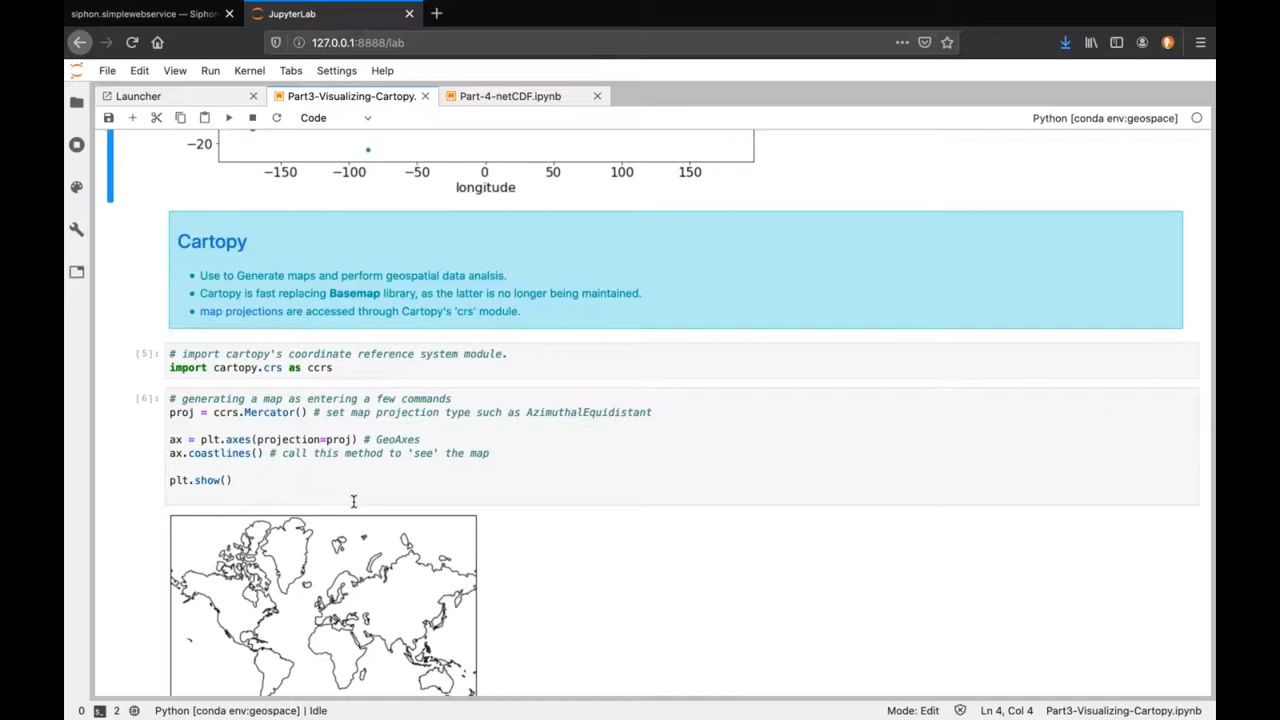 siphon.simplewebservice — Siphon
JupyterLab
127.0.0.1:8888/lab
File Edit View Run Kernel Tabs Settings Help
Launcher
Part3-Visualizing-Cartopy.
Part-4-netCDF.ipynb
Code
Python [conda env:geospace]
−20
−150 −100 −50 0 50 100 150
longitude
Cartopy
• Use to Generate maps and perform geospatial data analsis.
• Cartopy is fast replacing Basemap library, as the latter is no longer being maintained.
• map projections are accessed through Cartopy's 'crs' module.
[5]: # import cartopy's coordinate reference system module.
import cartopy.crs as ccrs
[6]: # generating a map as entering a few commands
proj = ccrs.Mercator() # set map projection type such as AzimuthalEquidistant
ax = plt.axes(projection=proj) # GeoAxes
ax.coastlines() # call this method to 'see' the map
plt.show()
0 2 Python [conda env:geospace] | Idle Mode: Edit Ln 4, Col 4 Part3-Visualizing-Cartopy.ipynb